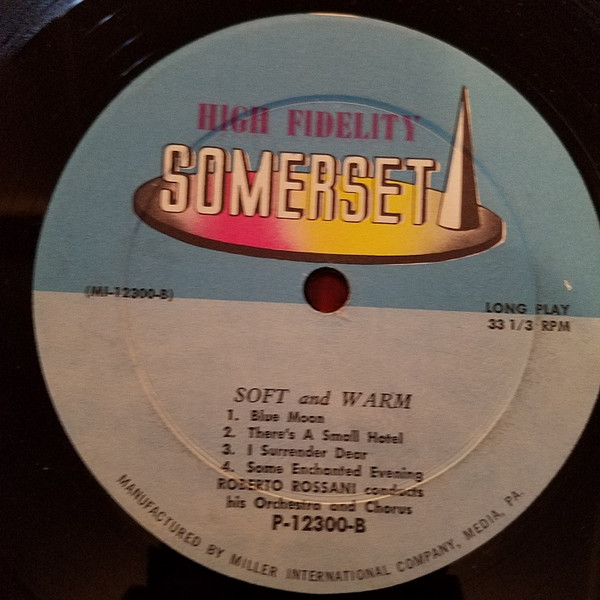 HIGH FIDELITY
SOMERSET
(MI-12300-B)
LONG PLAY
33 1/3 RPM
SOFT and WARM
1. Blue Moon
2. There's A Small Hotel
3. I Surrender Dear
4. Some Enchanted Evening
ROBERTO ROSSANI conducts
his Orchestra and Chorus
P-12300-B
MANUFACTURED BY MILLER INTERNATIONAL COMPANY, MEDIA, PA.